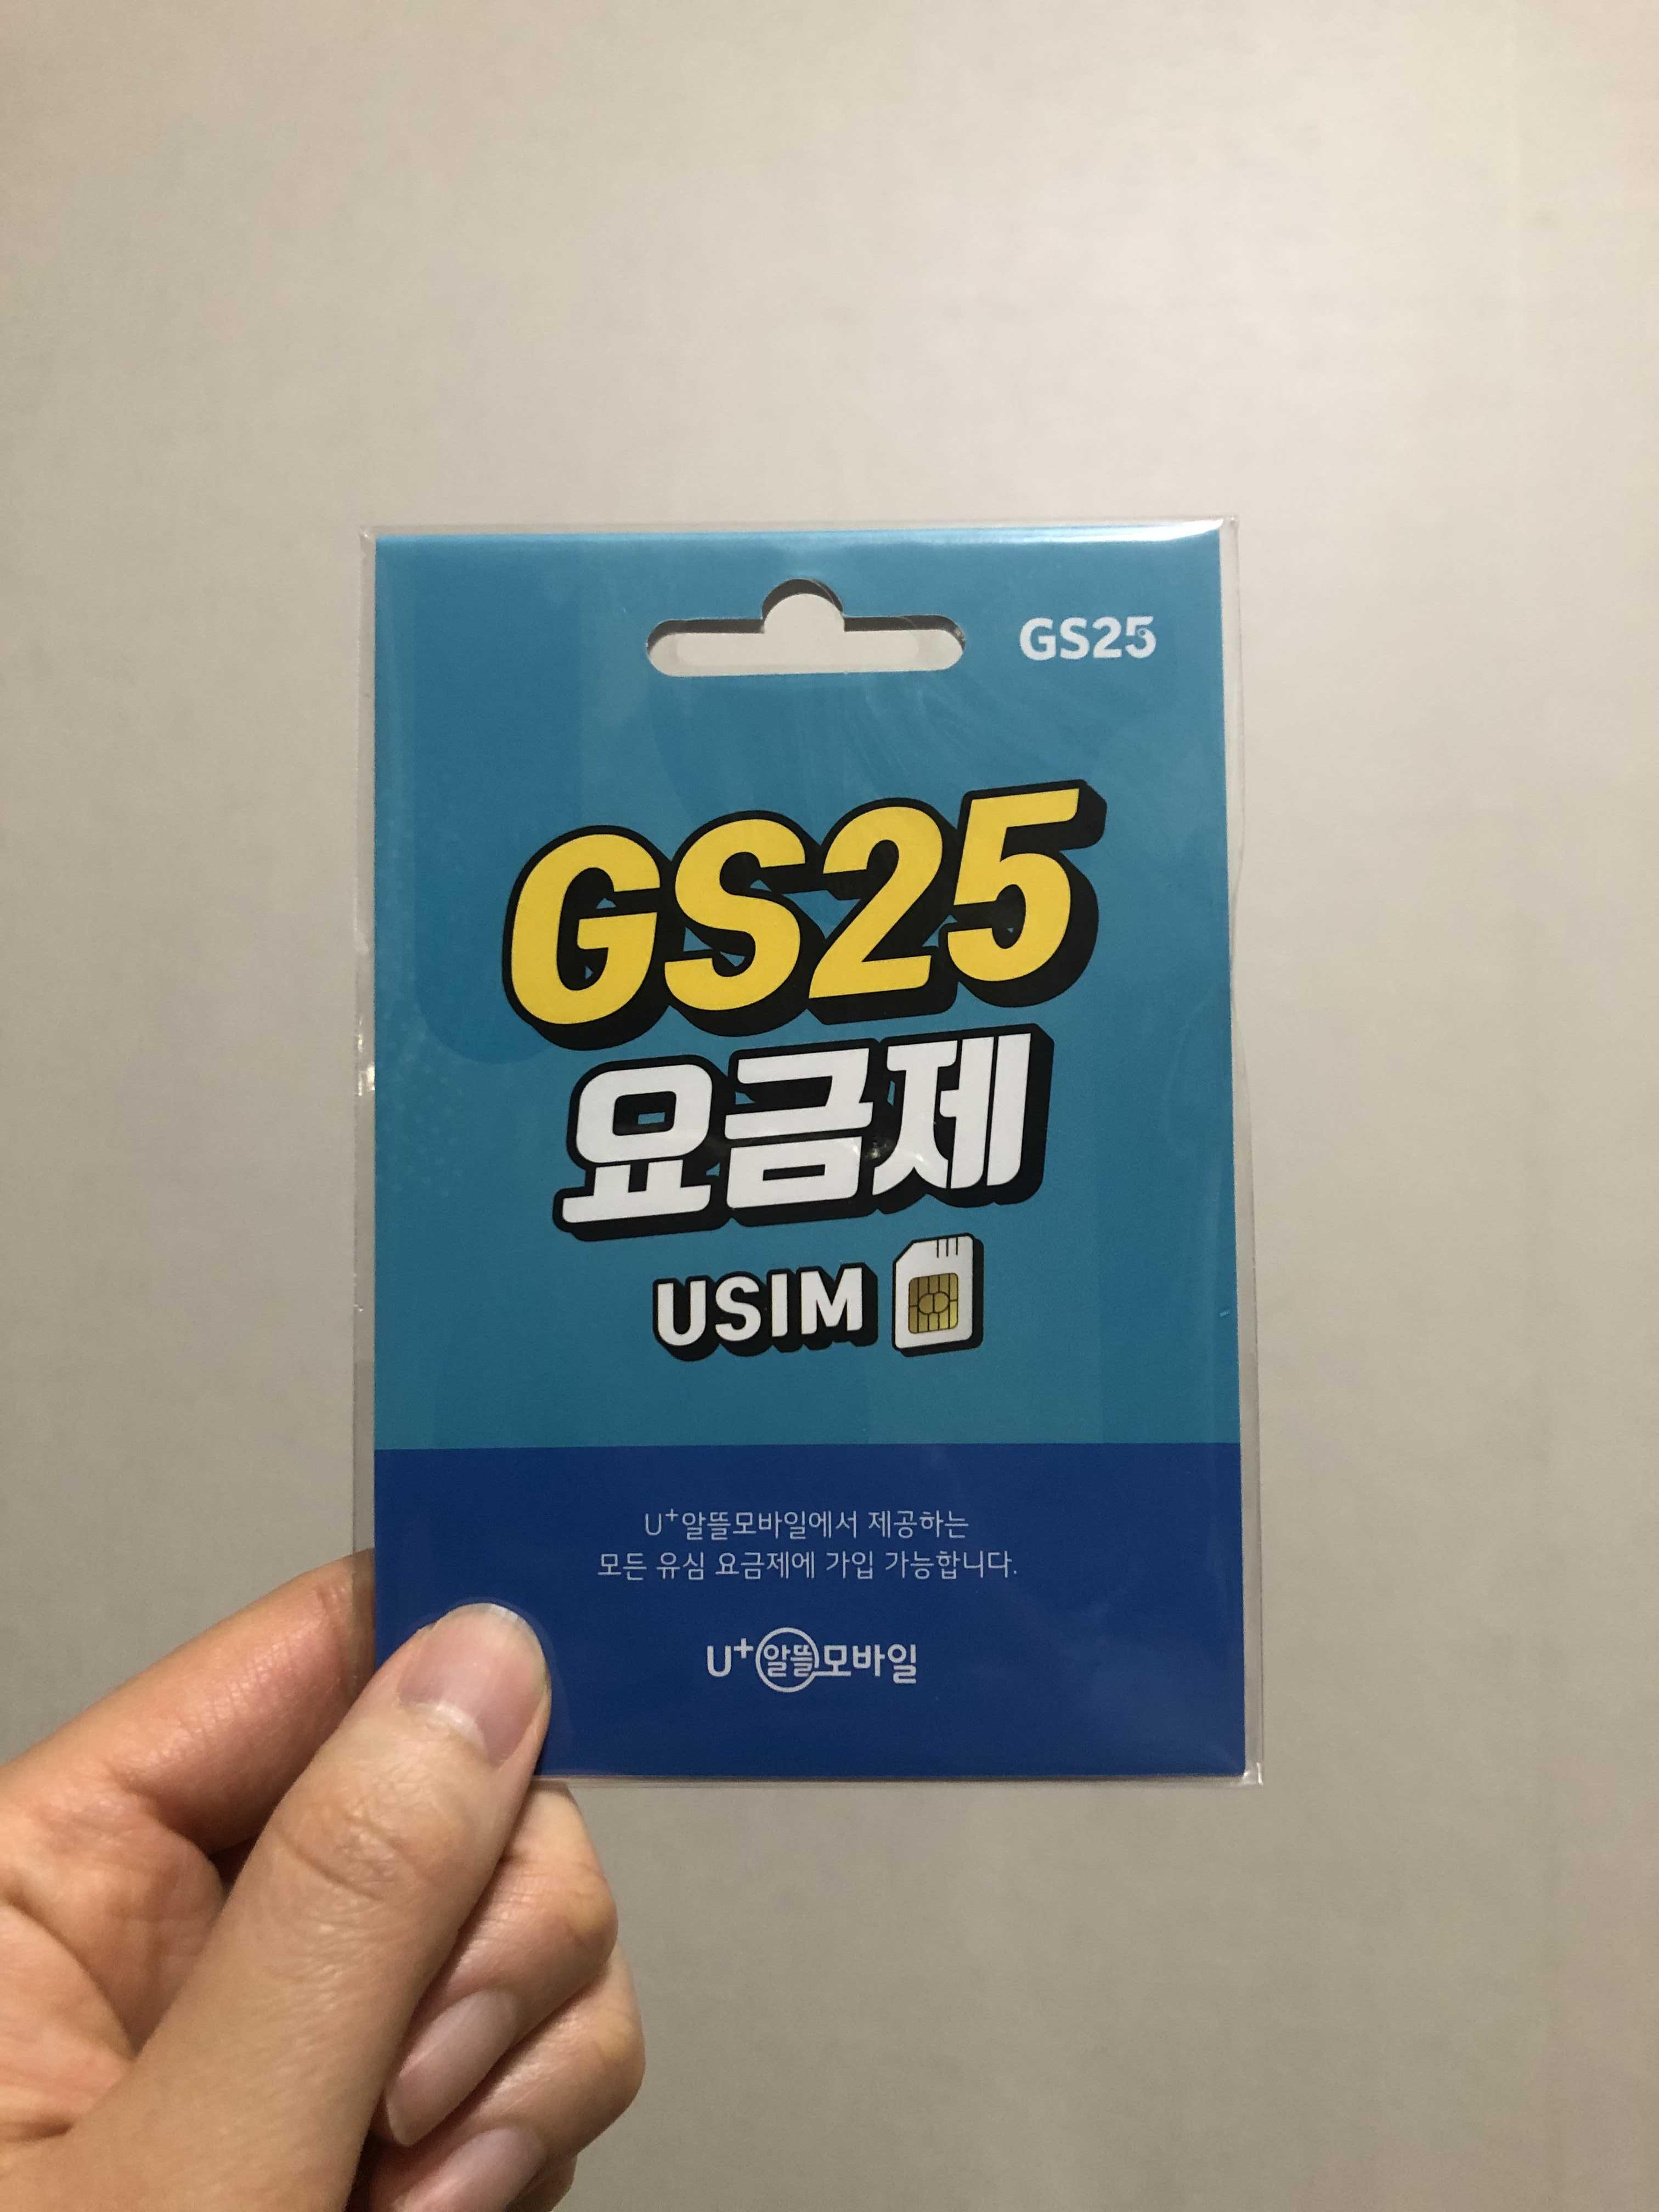 GS25
GS25
요금제
USIM
U+알뜰모바일에서 제공하는
모든 유심 요금제에 가입 가능합니다.
U+알뜰모바일